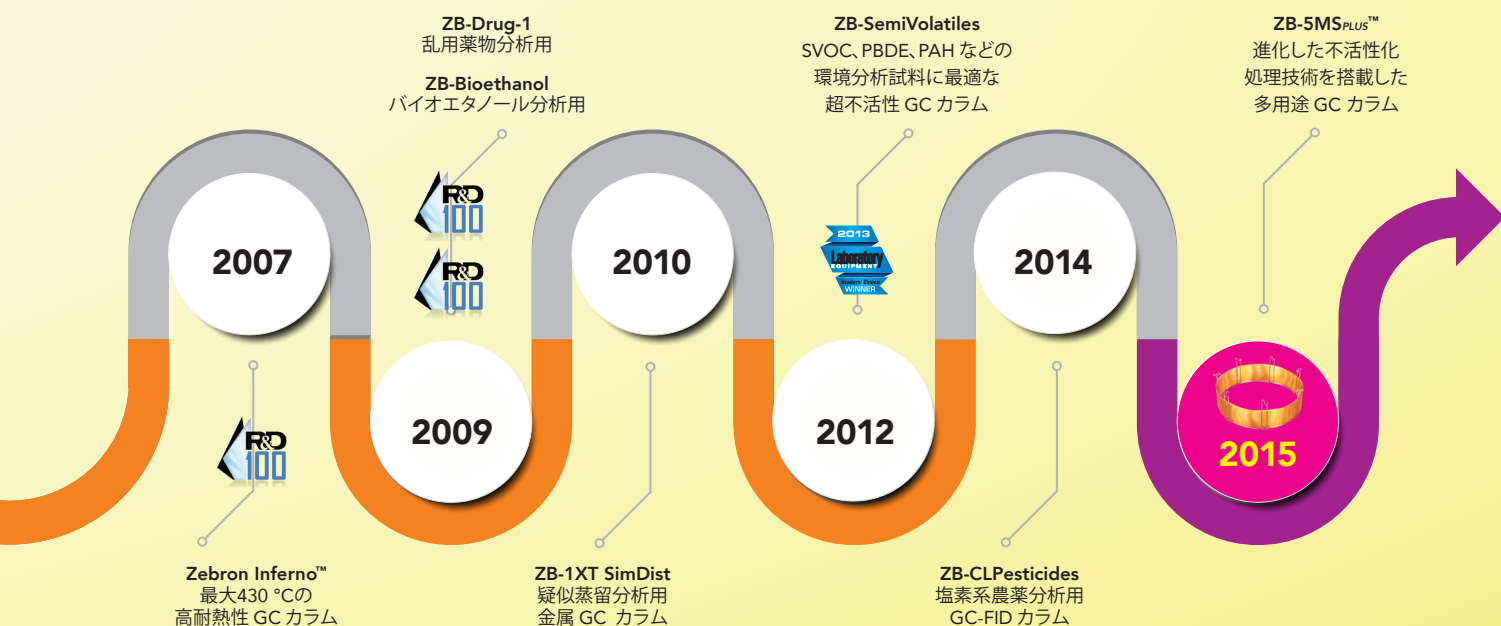 ZB-Drug-1
乱用薬物分析用
ZB-Bioethanol
バイオエタノール分析用
ZB-SemiVolatiles
SVOC、PBDE、PAH などの
環境分析試料に最適な
超不活性 GC カラム
ZB-5MSPLUS™
進化した不活性化
処理技術を搭載した
多用途 GC カラム
R&D
100
R&D
100
2013
Laboratory
EQUIPMENT
Readers' Choice
WINNER
2007
2010
2014
2009
2012
2015
R&D
100
Zebron Inferno™
最大430 °Cの
高耐熱性 GC カラム
ZB-1XT SimDist
疑似蒸留分析用
金属 GC カラム
ZB-CLPesticides
塩素系農薬分析用
GC-FID カラム